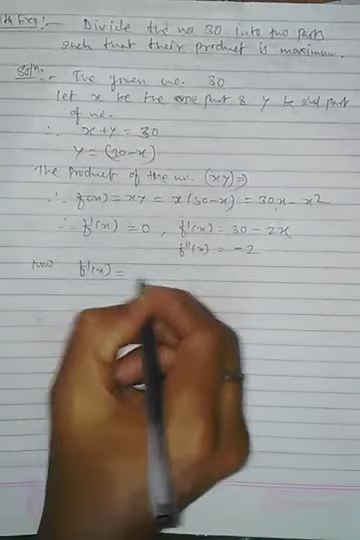 Exg!:- Divide the no 30 into two parts
such that their product is maximum.
Solⁿ:- The given no. 30
Let x be the one part & y be 2nd part
of no.
∴ x+y = 30
y = (30-x)
The product of the no. (xy)⇒
∴ f(x) = xy = x(30-x) = 30x - x²
∴ f'(x) = 0, f'(x) = 30 - 2x
f''(x) = -2
Now f'(x) =